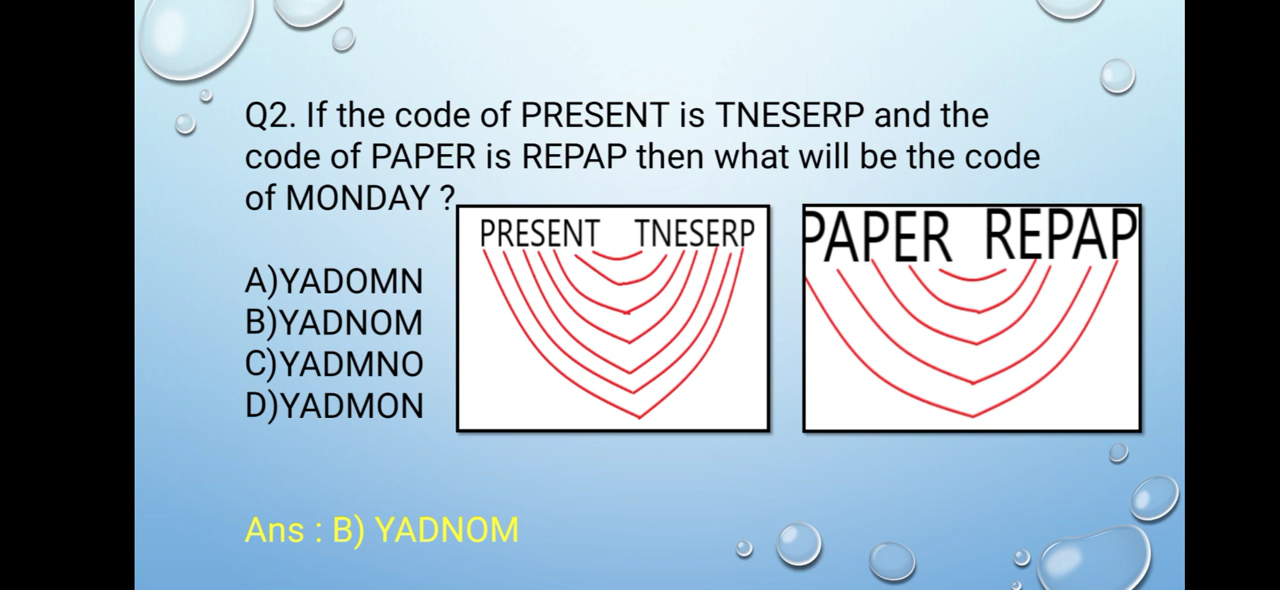 Q2. If the code of PRESENT is TNESERP and the
code of PAPER is REPAP then what will be the code
of MONDAY ?
PRESENT TNESERP
PAPER REPAP
A)YADOMN
B)YADNOM
C)YADMNO
D)YADMON
Ans : B) YADNOM